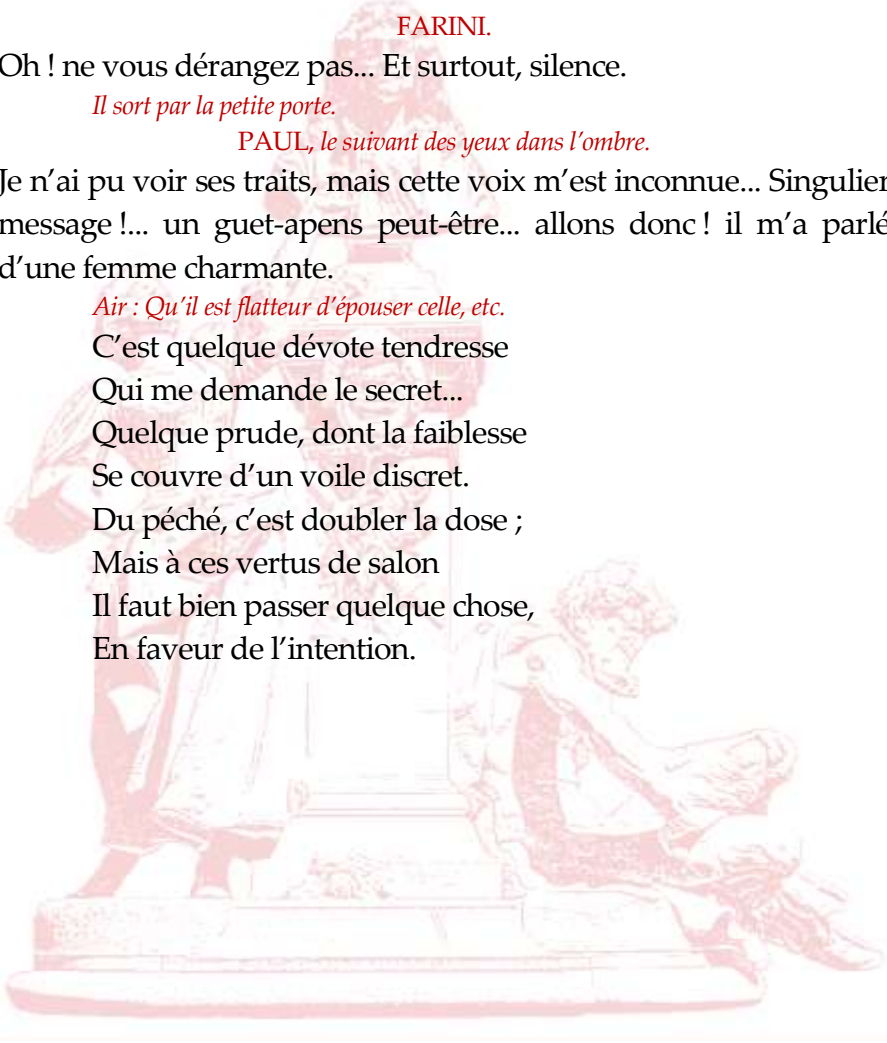 FARINI.
Oh ! ne vous dérangez pas... Et surtout, silence.
Il sort par la petite porte.
PAUL, le suivant des yeux dans l’ombre.
Je n’ai pu voir ses traits, mais cette voix m’est inconnue... Singulier
message !... un guet-apens peut-être... allons donc ! il m’a parlé
d’une femme charmante.
Air : Qu’il est flatteur d’épouser celle, etc.
C’est quelque dévote tendresse
Qui me demande le secret...
Quelque prude, dont la faiblesse
Se couvre d’un voile discret.
Du péché, c’est doubler la dose ;
Mais à ces vertus de salon
Il faut bien passer quelque chose,
En faveur de l’intention.